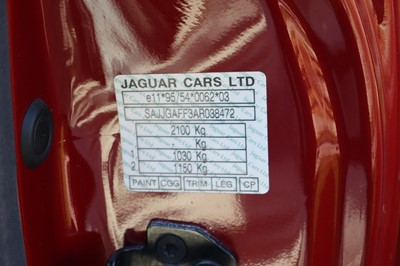 JAGUAR CARS LTD
e11*95/54*0062*03
SAJJGAFF3AR038472
2100 Kg
- Kg
1 1030 Kg
2 1150 Kg
PAINT CGG TRIM LEG CP